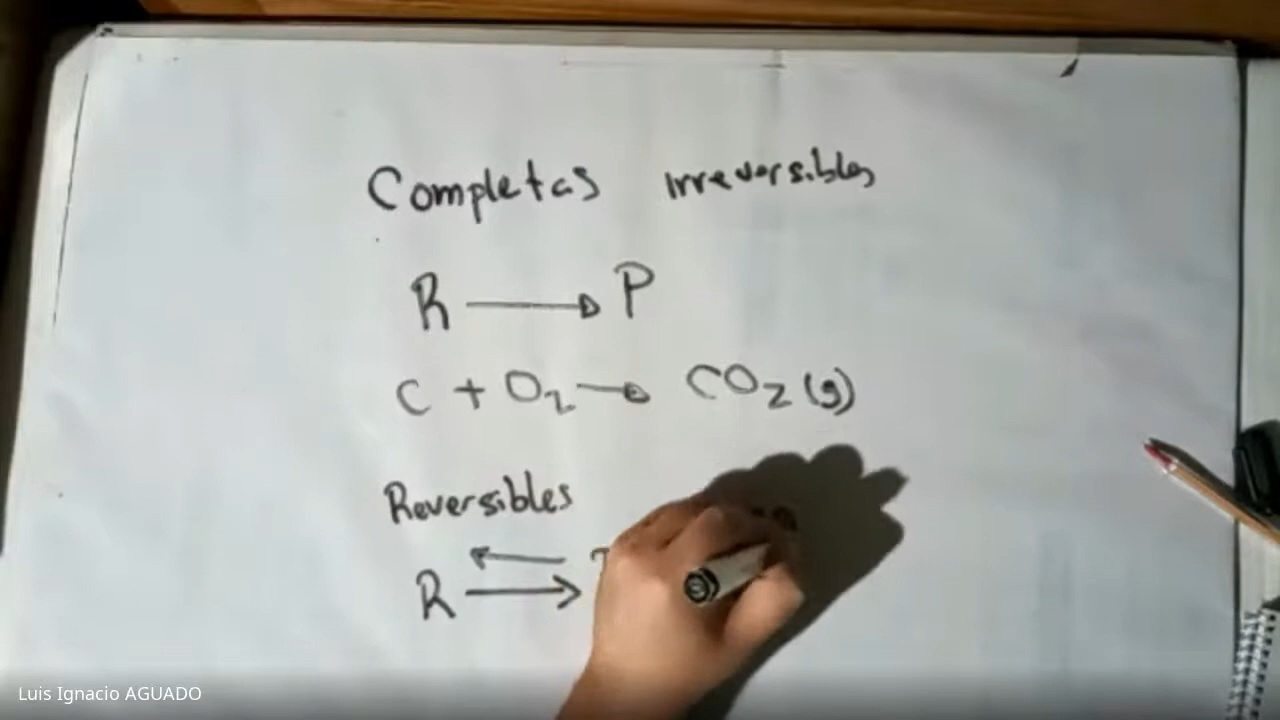 Completas Irreversibles
R → P
C + O₂ → CO₂ (g)
Reversibles
R ⇄
Luis Ignacio AGUADO